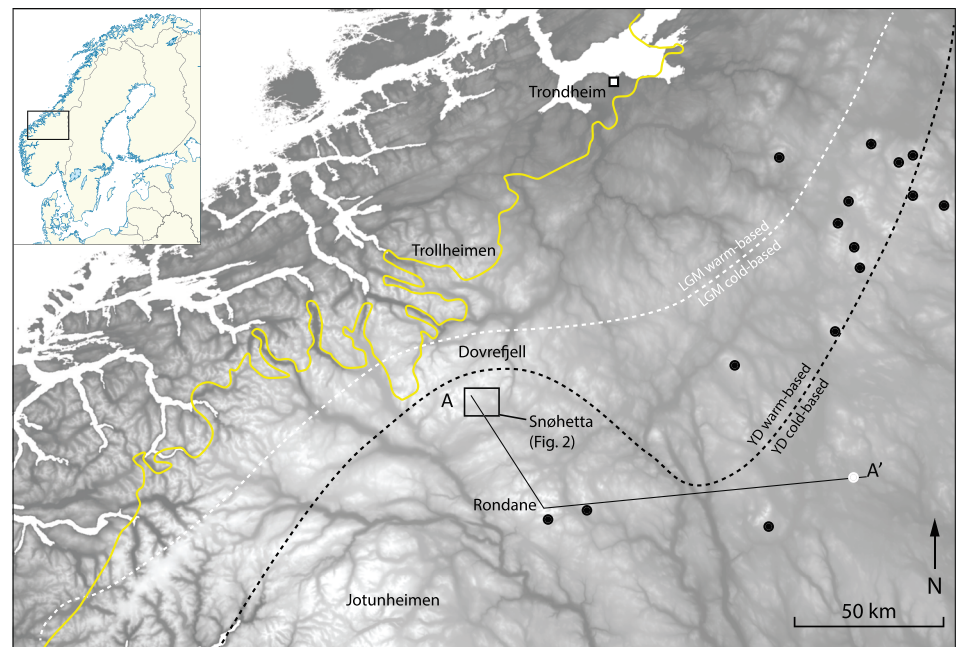 Trondheim
Trollheimen
LGM warm-based
LGM cold-based
Dovrefjell
A
Snøhetta
(Fig. 2)
YD warm-based
YD cold-based
A′
Rondane
Jotunheimen
N
50 km